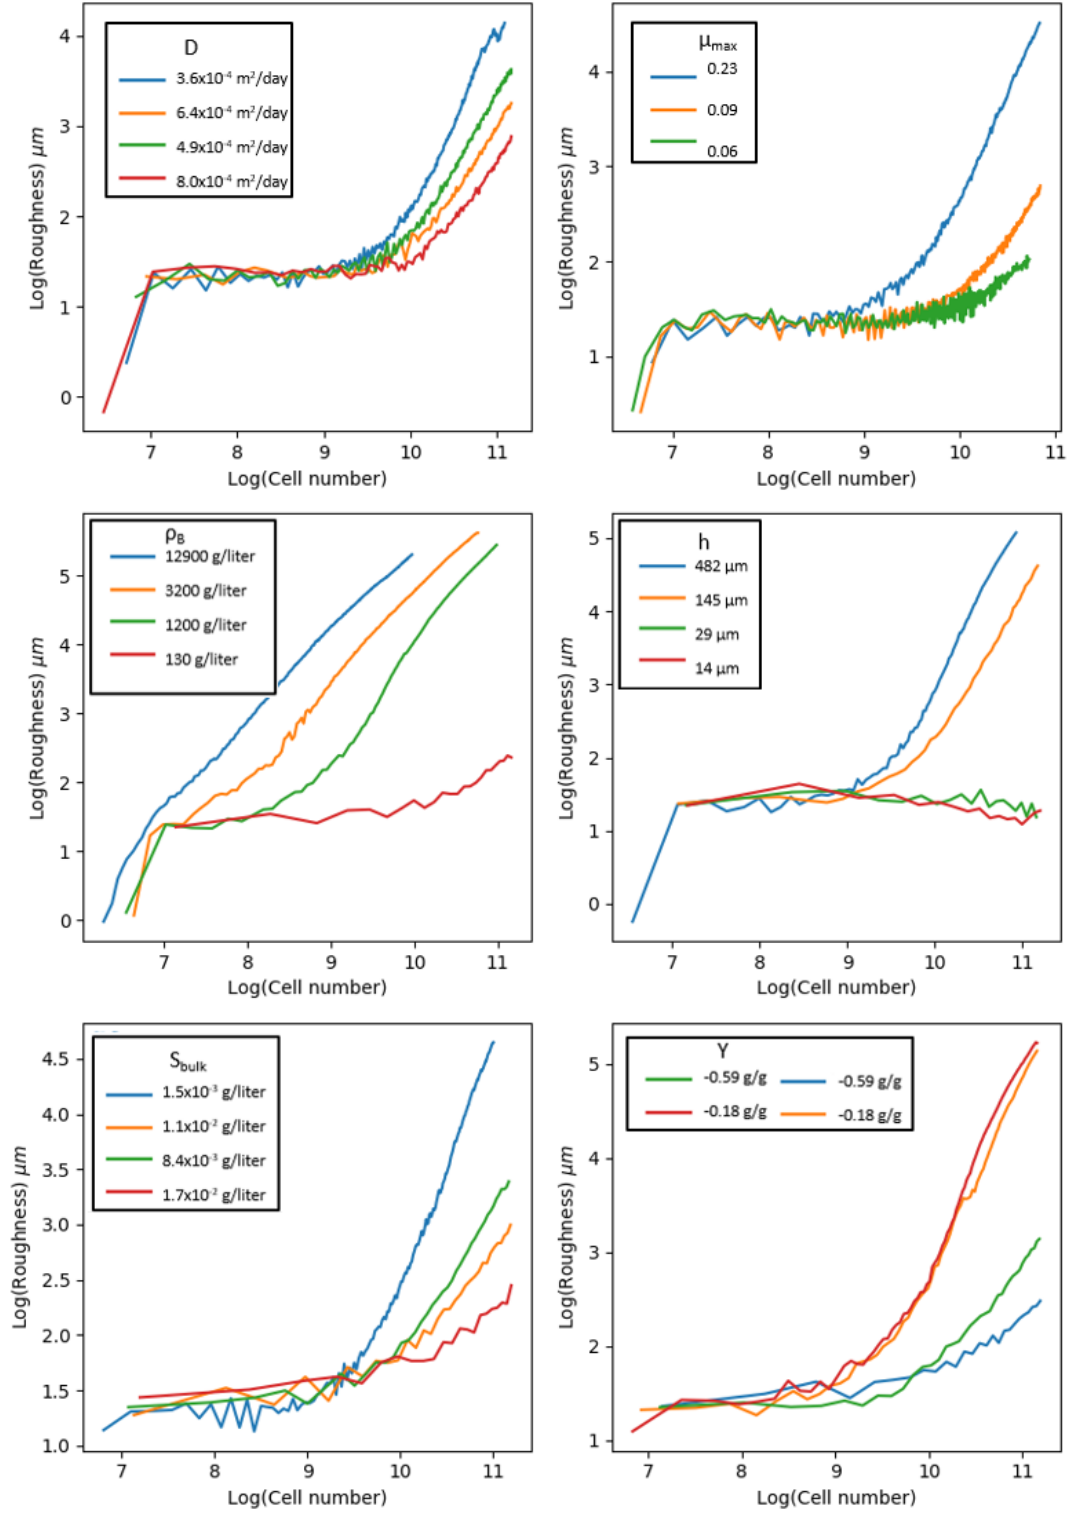 D
3.6x10⁻⁴ m²/day
6.4x10⁻⁴ m²/day
4.9x10⁻⁴ m²/day
8.0x10⁻⁴ m²/day
4
3
2
1
0
Log(Roughness) μm
7 8 9 10 11
Log(Cell number)
μmax
0.23
0.09
0.06
4
3
2
1
Log(Roughness) μm
7 8 9 10 11
Log(Cell number)
ρB
12900 g/liter
3200 g/liter
1200 g/liter
130 g/liter
5
4
3
2
1
0
Log(Roughness) μm
7 8 9 10 11
Log(Cell number)
h
482 μm
145 μm
29 μm
14 μm
5
4
3
2
1
0
Log(Roughness) μm
7 8 9 10 11
Log(Cell number)
Sbulk
1.5x10⁻³ g/liter
1.1x10⁻² g/liter
8.4x10⁻³ g/liter
1.7x10⁻² g/liter
4.5
4.0
3.5
3.0
2.5
2.0
1.5
1.0
Log(Roughness) μm
7 8 9 10 11
Log(Cell number)
Y
-0.59 g/g -0.59 g/g
-0.18 g/g -0.18 g/g
5
4
3
2
1
Log(Roughness) μm
7 8 9 10 11
Log(Cell number)